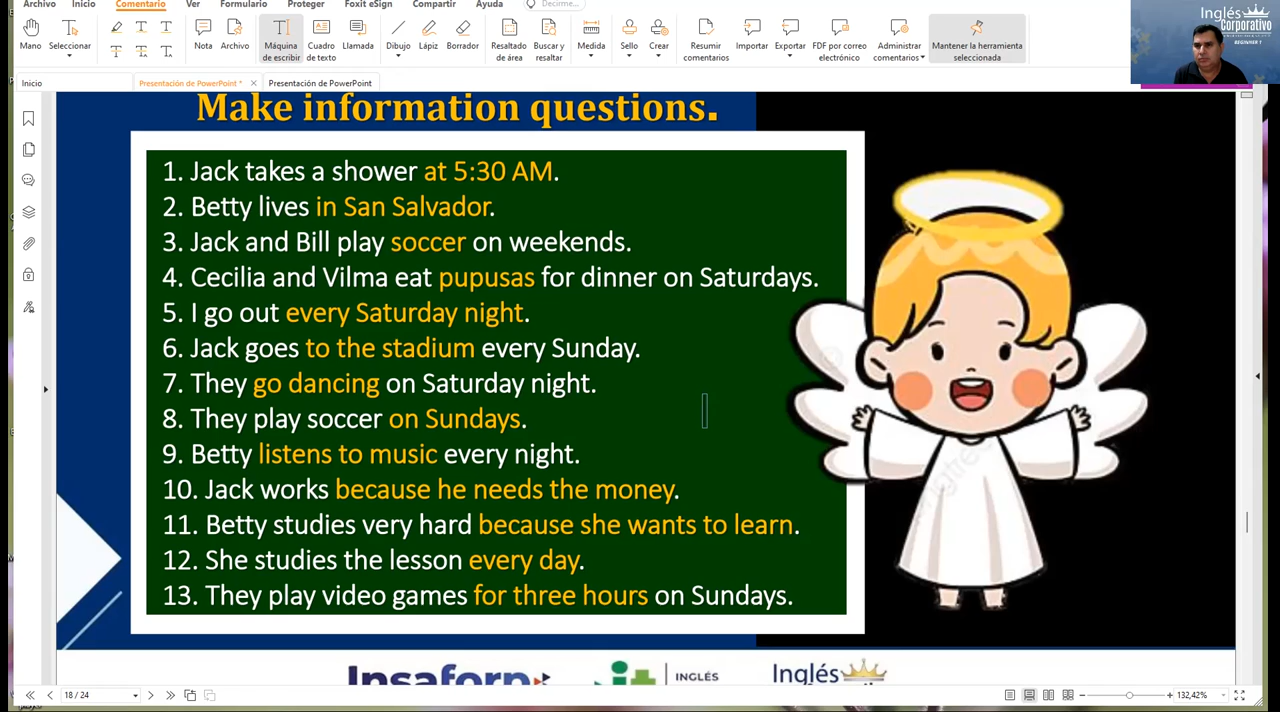 Archivo Inicio Comentario Ver Formulario Proteger Foxit eSign Compartir Ayuda Decirme...
Mano Seleccionar Nota Archivo Máquina de escribir Cuadro de texto Llamada Dibujo Lápiz Borrador Resaltado de área Buscar y resaltar Medida Sello Crear Resumir comentarios Importar Exportar PDF por correo electrónico Administrar comentarios Mantener la herramienta seleccionada
Inglés
Corporativo
BEGINNER 1
Inicio Presentación de PowerPoint * Presentación de PowerPoint
Make information questions.
1. Jack takes a shower at 5:30 AM.
2. Betty lives in San Salvador.
3. Jack and Bill play soccer on weekends.
4. Cecilia and Vilma eat pupusas for dinner on Saturdays.
5. I go out every Saturday night.
6. Jack goes to the stadium every Sunday.
7. They go dancing on Saturday night.
8. They play soccer on Sundays.
9. Betty listens to music every night.
10. Jack works because he needs the money.
11. Betty studies very hard because she wants to learn.
12. She studies the lesson every day.
13. They play video games for three hours on Sundays.
Insaforp INGLÉS Inglés
18 / 24 132,42%